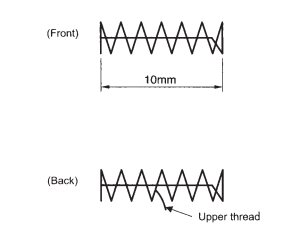 (Front)
10mm
(Back)
Upper thread